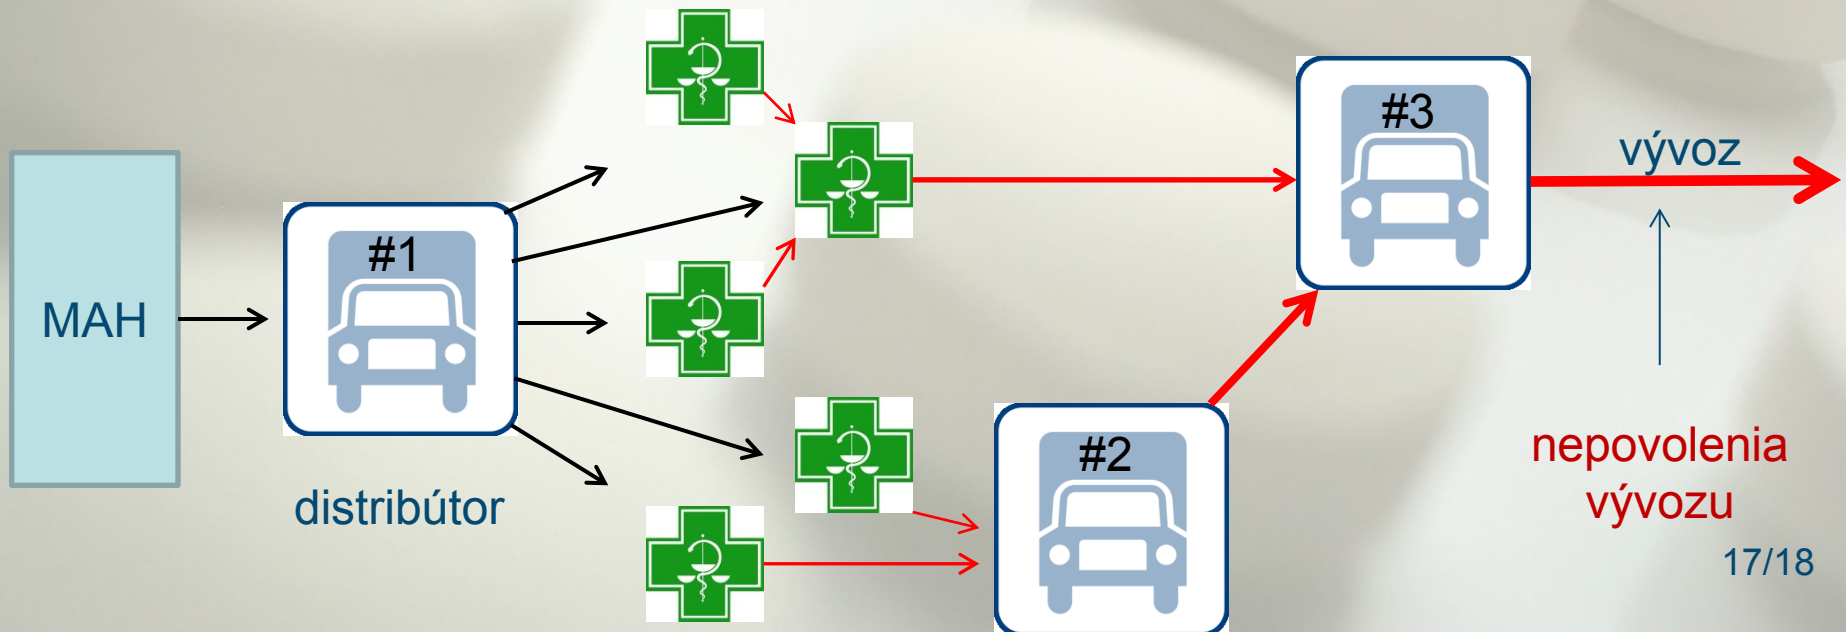 MAH
#1
distribútor
#2
#3
vývoz
nepovolenia
vývozu
17/18